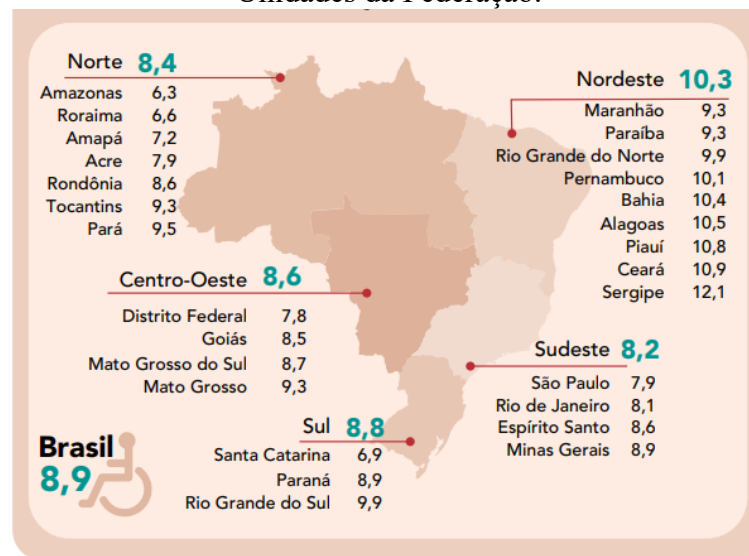 Unidades da Federação.
Norte 8,4
Amazonas 6,3
Roraima 6,6
Amapá 7,2
Acre 7,9
Rondônia 8,6
Tocantins 9,3
Pará 9,5
Nordeste 10,3
Maranhão 9,3
Paraíba 9,3
Rio Grande do Norte 9,9
Pernambuco 10,1
Bahia 10,4
Alagoas 10,5
Piauí 10,8
Ceará 10,9
Sergipe 12,1
Centro-Oeste 8,6
Distrito Federal 7,8
Goiás 8,5
Mato Grosso do Sul 8,7
Mato Grosso 9,3
Sudeste 8,2
São Paulo 7,9
Rio de Janeiro 8,1
Espírito Santo 8,6
Minas Gerais 8,9
Sul 8,8
Santa Catarina 6,9
Paraná 8,9
Rio Grande do Sul 9,9
Brasil
8,9